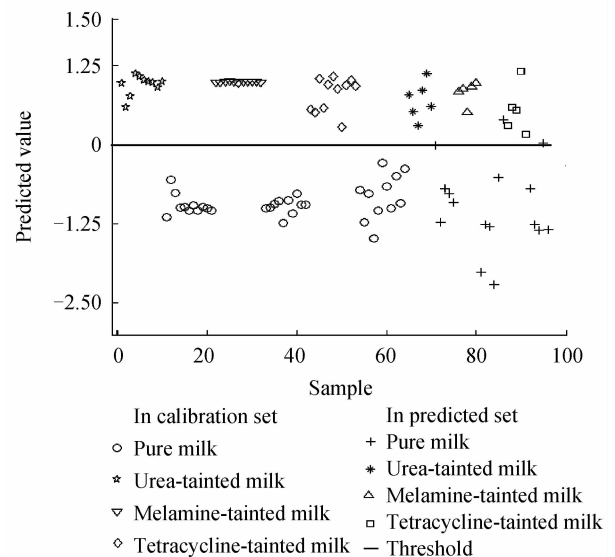 1.50
1.25
0
−1.25
−2.50
Predicted value
0
20
40
60
80
100
Sample
In calibration set
Pure milk
Urea-tainted milk
Melamine-tainted milk
Tetracycline-tainted milk
In predicted set
Pure milk
Urea-tainted milk
Melamine-tainted milk
Tetracycline-tainted milk
Threshold